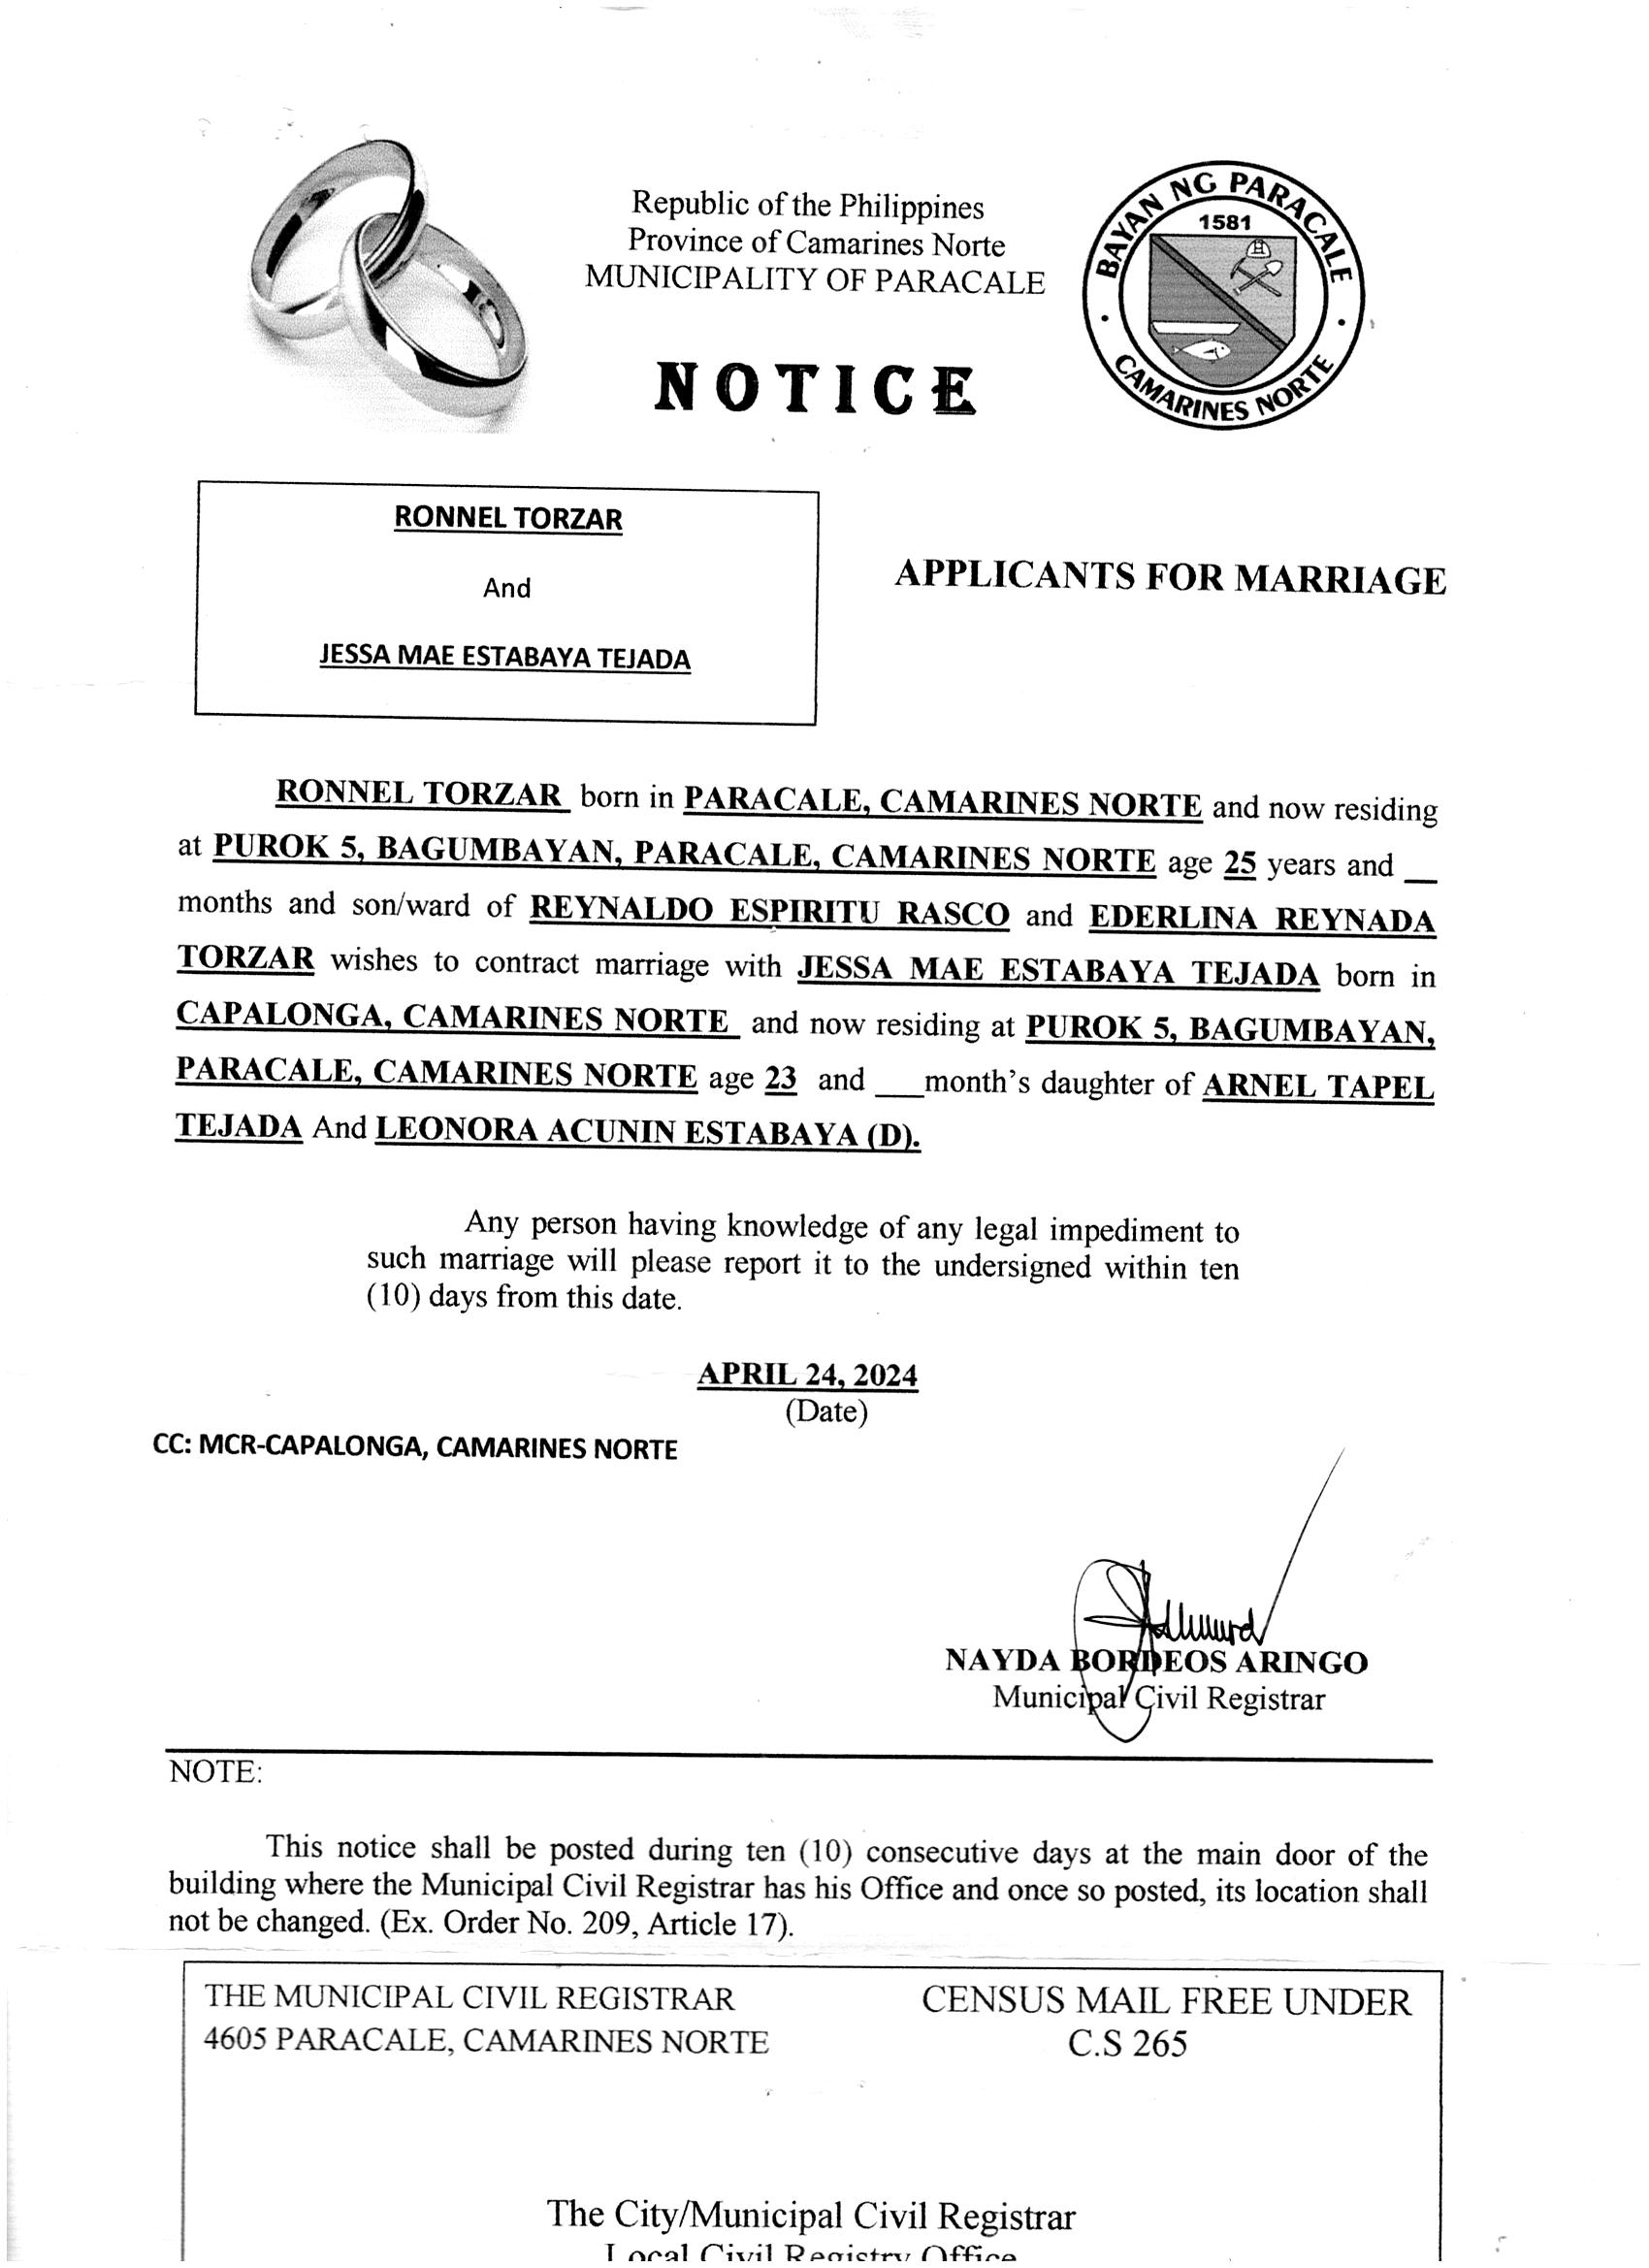 Republic of the Philippines
Province of Camarines Norte
MUNICIPALITY OF PARACALE
NOTICE
BAYAN NG PARACALE
1581
CAMARINES NORTE
RONNEL TORZAR
And
JESSA MAE ESTABAYA TEJADA
APPLICANTS FOR MARRIAGE
RONNEL TORZAR born in PARACALE, CAMARINES NORTE and now residing
at PUROK 5, BAGUMBAYAN, PARACALE, CAMARINES NORTE age 25 years and __
months and son/ward of REYNALDO ESPIRITU RASCO and EDERLINA REYNADA
TORZAR wishes to contract marriage with JESSA MAE ESTABAYA TEJADA born in
CAPALONGA, CAMARINES NORTE and now residing at PUROK 5, BAGUMBAYAN,
PARACALE, CAMARINES NORTE age 23 and ___month's daughter of ARNEL TAPEL
TEJADA And LEONORA ACUNIN ESTABAYA (D).
Any person having knowledge of any legal impediment to
such marriage will please report it to the undersigned within ten
(10) days from this date.
APRIL 24, 2024
(Date)
CC: MCR-CAPALONGA, CAMARINES NORTE
NAYDA BORDEOS ARINGO
Municipal Civil Registrar
NOTE:
This notice shall be posted during ten (10) consecutive days at the main door of the
building where the Municipal Civil Registrar has his Office and once so posted, its location shall
not be changed. (Ex. Order No. 209, Article 17).
THE MUNICIPAL CIVIL REGISTRAR
4605 PARACALE, CAMARINES NORTE
CENSUS MAIL FREE UNDER
C.S 265
The City/Municipal Civil Registrar
Local Civil Registry Office